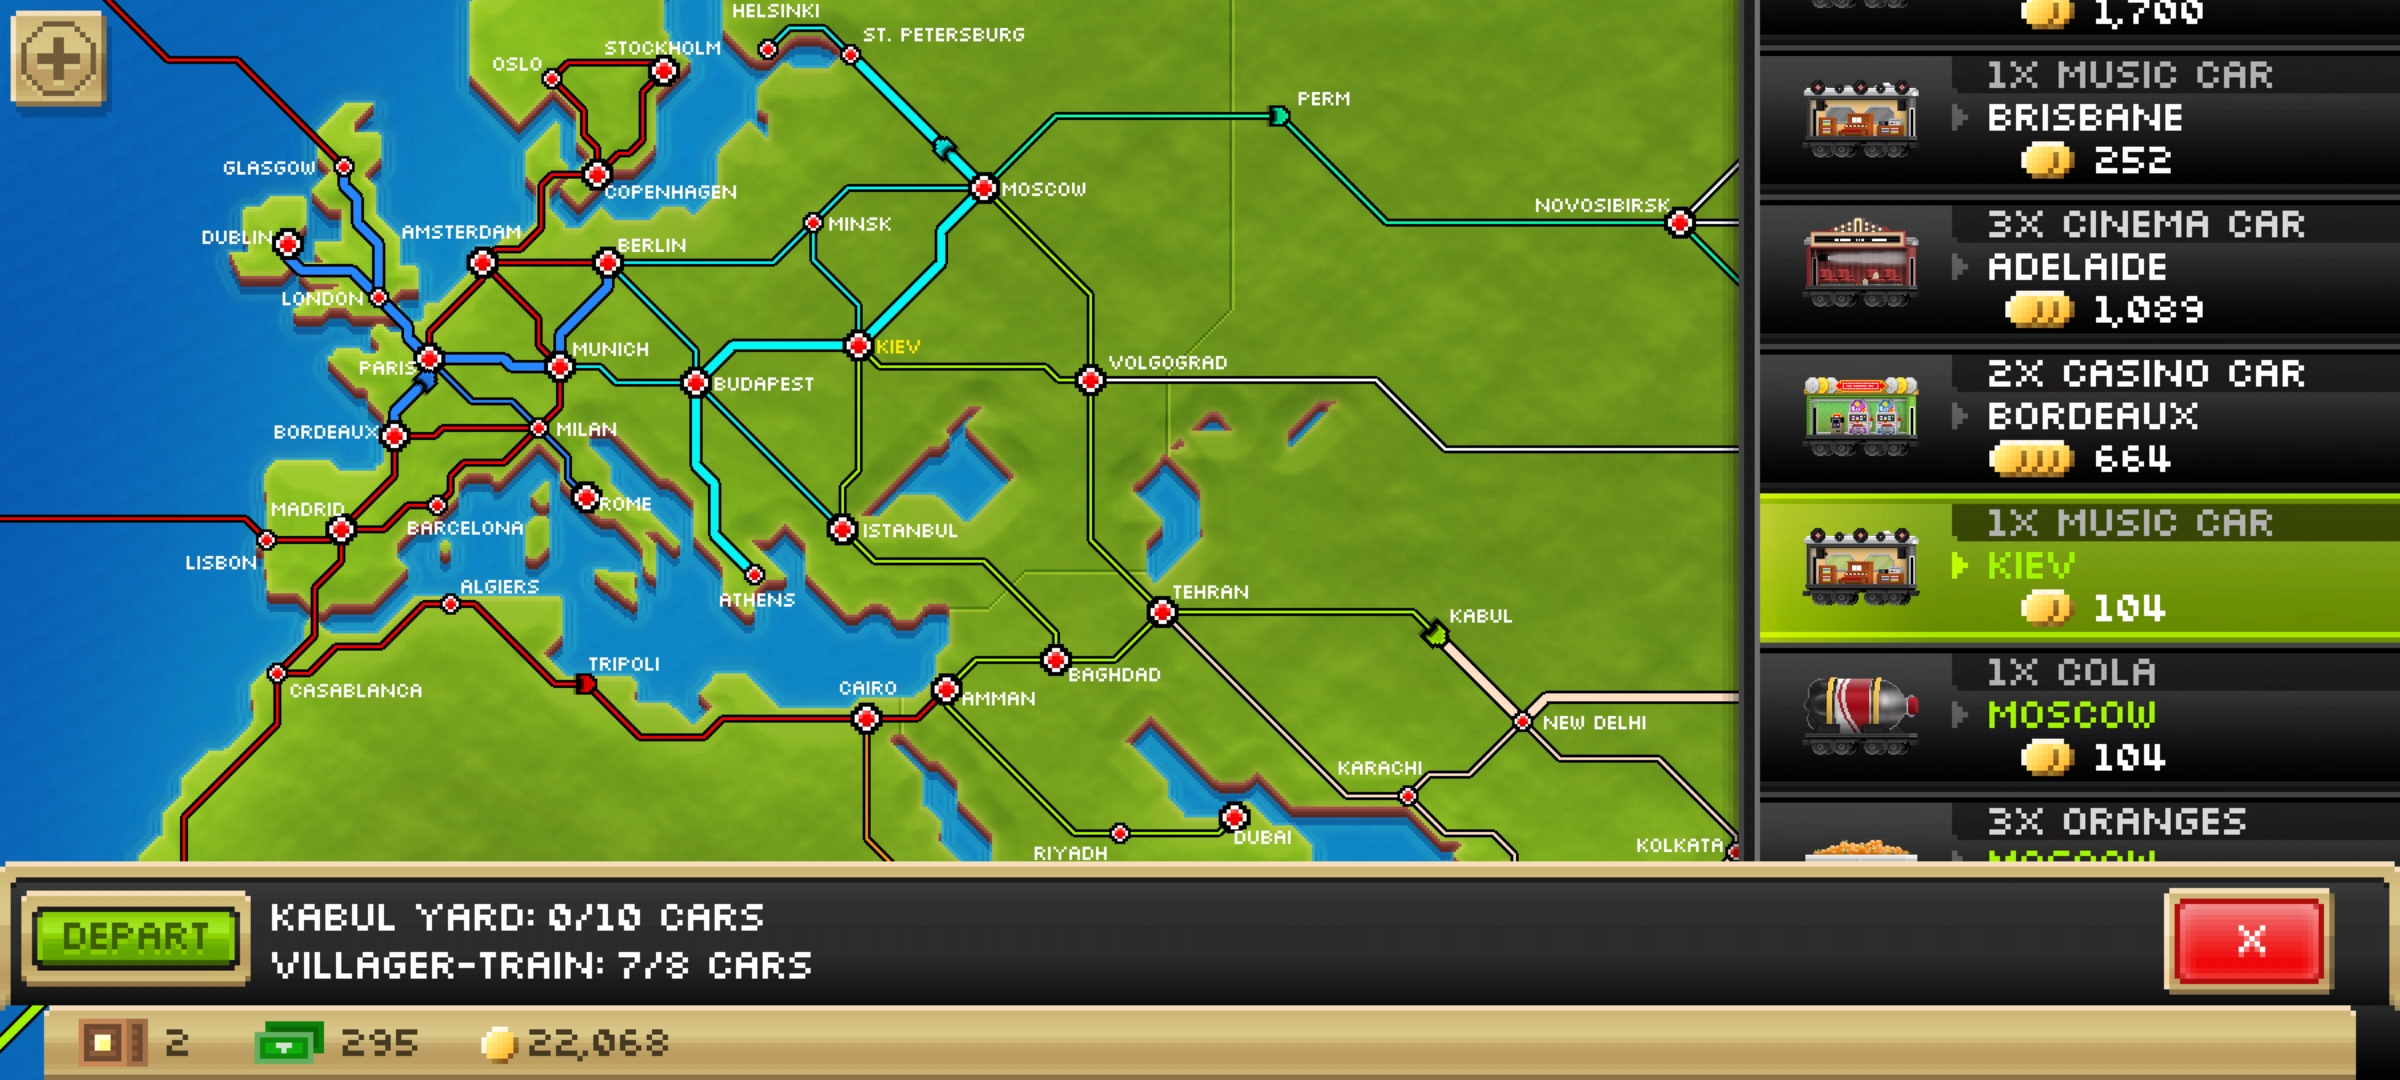 HELSINKI
ST. PETERSBURG
STOCKHOLM
OSLO
PERM
GLASGOW
COPENHAGEN
MOSCOW
NOVOSIBIRSK
DUBLIN
AMSTERDAM
BERLIN
MINSK
LONDON
PARIS
MUNICH
KIEV
VOLGOGRAD
BUDAPEST
BORDEAUX
MILAN
MADRID
BARCELONA
ROME
ISTANBUL
LISBON
ALGIERS
ATHENS
TEHRAN
KABUL
TRIPOLI
CASABLANCA
CAIRO
AMMAN
BAGHDAD
NEW DELHI
KARACHI
RIYADH
DUBAI
KOLKATA
1,700
1X MUSIC CAR
BRISBANE
252
3X CINEMA CAR
ADELAIDE
1,089
2X CASINO CAR
BORDEAUX
664
1X MUSIC CAR
KIEV
104
1X COLA
MOSCOW
104
3X ORANGES
MOSCOW
DEPART
KABUL YARD: 0/10 CARS
VILLAGER-TRAIN: 7/8 CARS
X
2
295
22,068